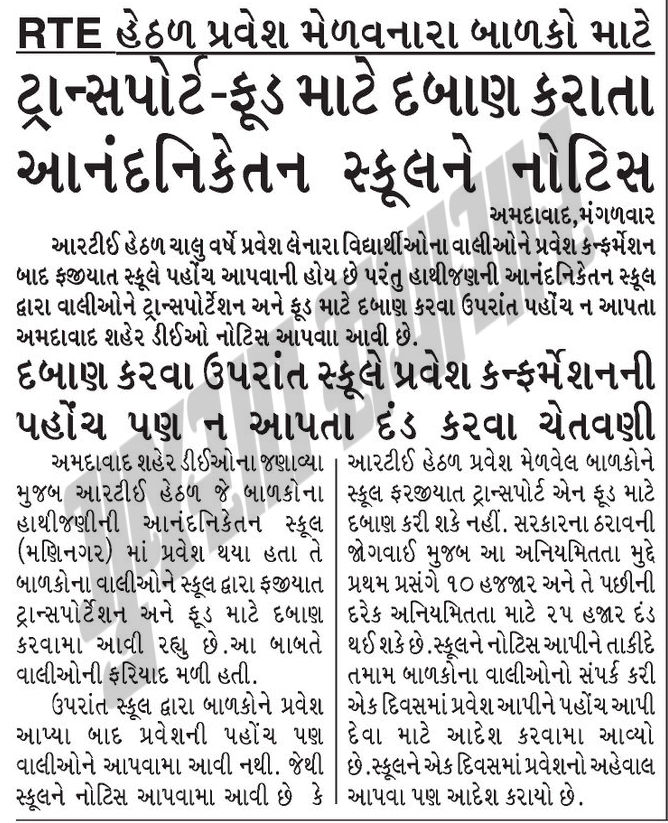 RTE હેઠળ પ્રવેશ મેળવનારા બાળકો માટે
ટ્રાન્સપોર્ટ-ફૂડ માટે દબાણ કરાતા
આનંદનિકેતન સ્કૂલને નોટિસ
અમદાવાદ,મંગળવાર
આરટીઈ હેઠળ ચાલુ વર્ષે પ્રવેશ લેનારા વિદ્યાર્થીઓના વાલીઓને પ્રવેશ કન્ફર્મેશન
બાદ ફજીયાત સ્કૂલે પહોંચ આપવાની હોય છે પરંતુ હાથીજણની આનંદનિકેતન સ્કૂલ
દ્વારા વાલીઓને ટ્રાન્સપોર્ટેશન અને ફૂડ માટે દબાણ કરવા ઉપરાંત પહોંચ ન આપતા
અમદાવાદ શહેર ડીઈઓ નોટિસ આપવાા આવી છે.
દબાણ કરવા ઉપરાંત સ્કૂલે પ્રવેશ કન્ફર્મેશનની
પહોંચ પણ ન આપતા દંડ કરવા ચેતવણી
અમદાવાદ શહેર ડીઈઓના જણાવ્યા
મુજબ આરટીઈ હેઠળ જે બાળકોના
હાથીજણીની આનંદનિકેતન સ્કૂલ
(મણિનગર) માં પ્રવેશ થયા હતા તે
બાળકોના વાલીઓને સ્કૂલ દ્વારા ફજીયાત
ટ્રાન્સપોર્ટેશન અને ફૂડ માટે દબાણ
કરવામા આવી રહ્યુ છે.આ બાબતે
વાલીઓની ફરિયાદ મળી હતી.
ઉપરાંત સ્કૂલ દ્વારા બાળકોને પ્રવેશ
આપ્યા બાદ પ્રવેશની પહોંચ પણ
વાલીઓને આપવામા આવી નથી. જેથી
સ્કૂલને નોટિસ આપવામા આવી છે કે
આરટીઈ હેઠળ પ્રવેશ મેળવેલ બાળકોને
સ્કૂલ ફરજીયાત ટ્રાન્સપોર્ટ એન ફૂડ માટે
દબાણ કરી શકે નહીં. સરકારના ઠરાવની
જોગવાઈ મુજબ આ અનિયમિતતા મુદ્દે
પ્રથમ પ્રસંગે ૧૦ હજજાર અને તે પછીની
દરેક અનિયમિતતા માટે ૨૫ હજાર દંડ
થઈ શકે છે.સ્કૂલને નોટિસ આપીને તાકીદે
તમામ બાળકોના વાલીઓનો સંપર્ક કરી
એક દિવસમાં પ્રવેશ આપીને પહોંચ આપી
દેવા માટે આદેશ કરવામા આવ્યો
છે.સ્કૂલને એક દિવસમાં પ્રવેશનો અહેવાલ
આપવા પણ આદેશ કરાયો છે.
ગુજરાત સમાચાર